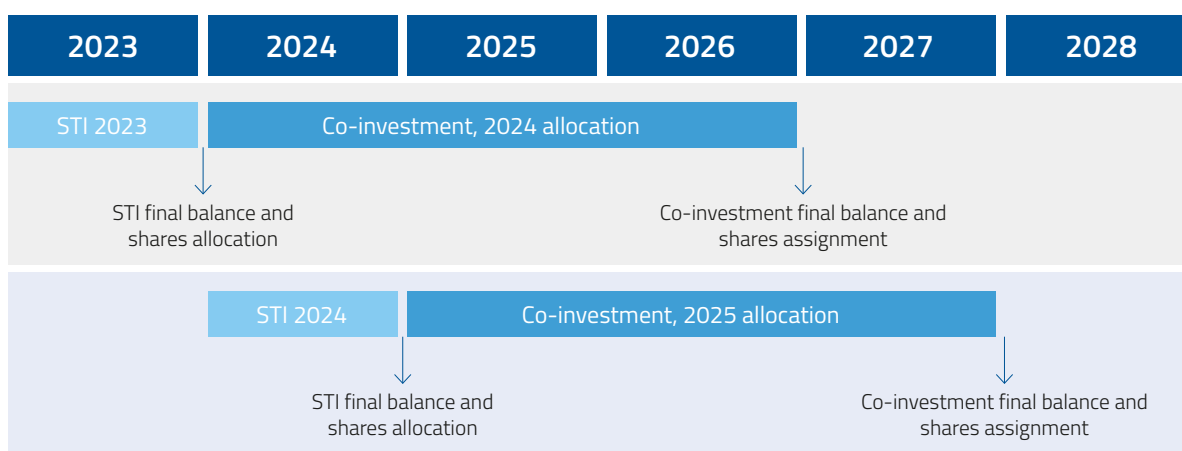 2023 2024 2025 2026 2027 2028
STI 2023 Co-investment, 2024 allocation
STI final balance and Co-investment final balance and
shares allocation shares assignment
STI 2024 Co-investment, 2025 allocation
STI final balance and Co-investment final balance and
shares allocation shares assignment